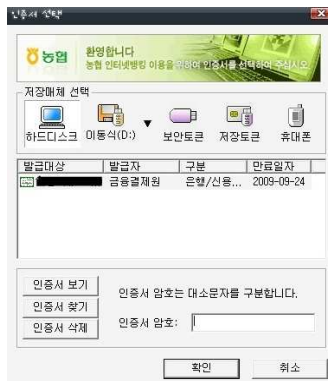 인증서 선택
농협
환영합니다
농협 인터넷뱅킹 이용을 위하여 인증서를 선택하여 주십시오
저장매체 선택
하드디스크 이동식(D:) 보안토큰 저장토큰 휴대폰
발급대상 발급자 구분 만료일자
금융결제원 은행/신용... 2009-09-24
인증서 보기
인증서 찾기
인증서 삭제
인증서 암호는 대소문자를 구분합니다.
인증서 암호:
확인 취소